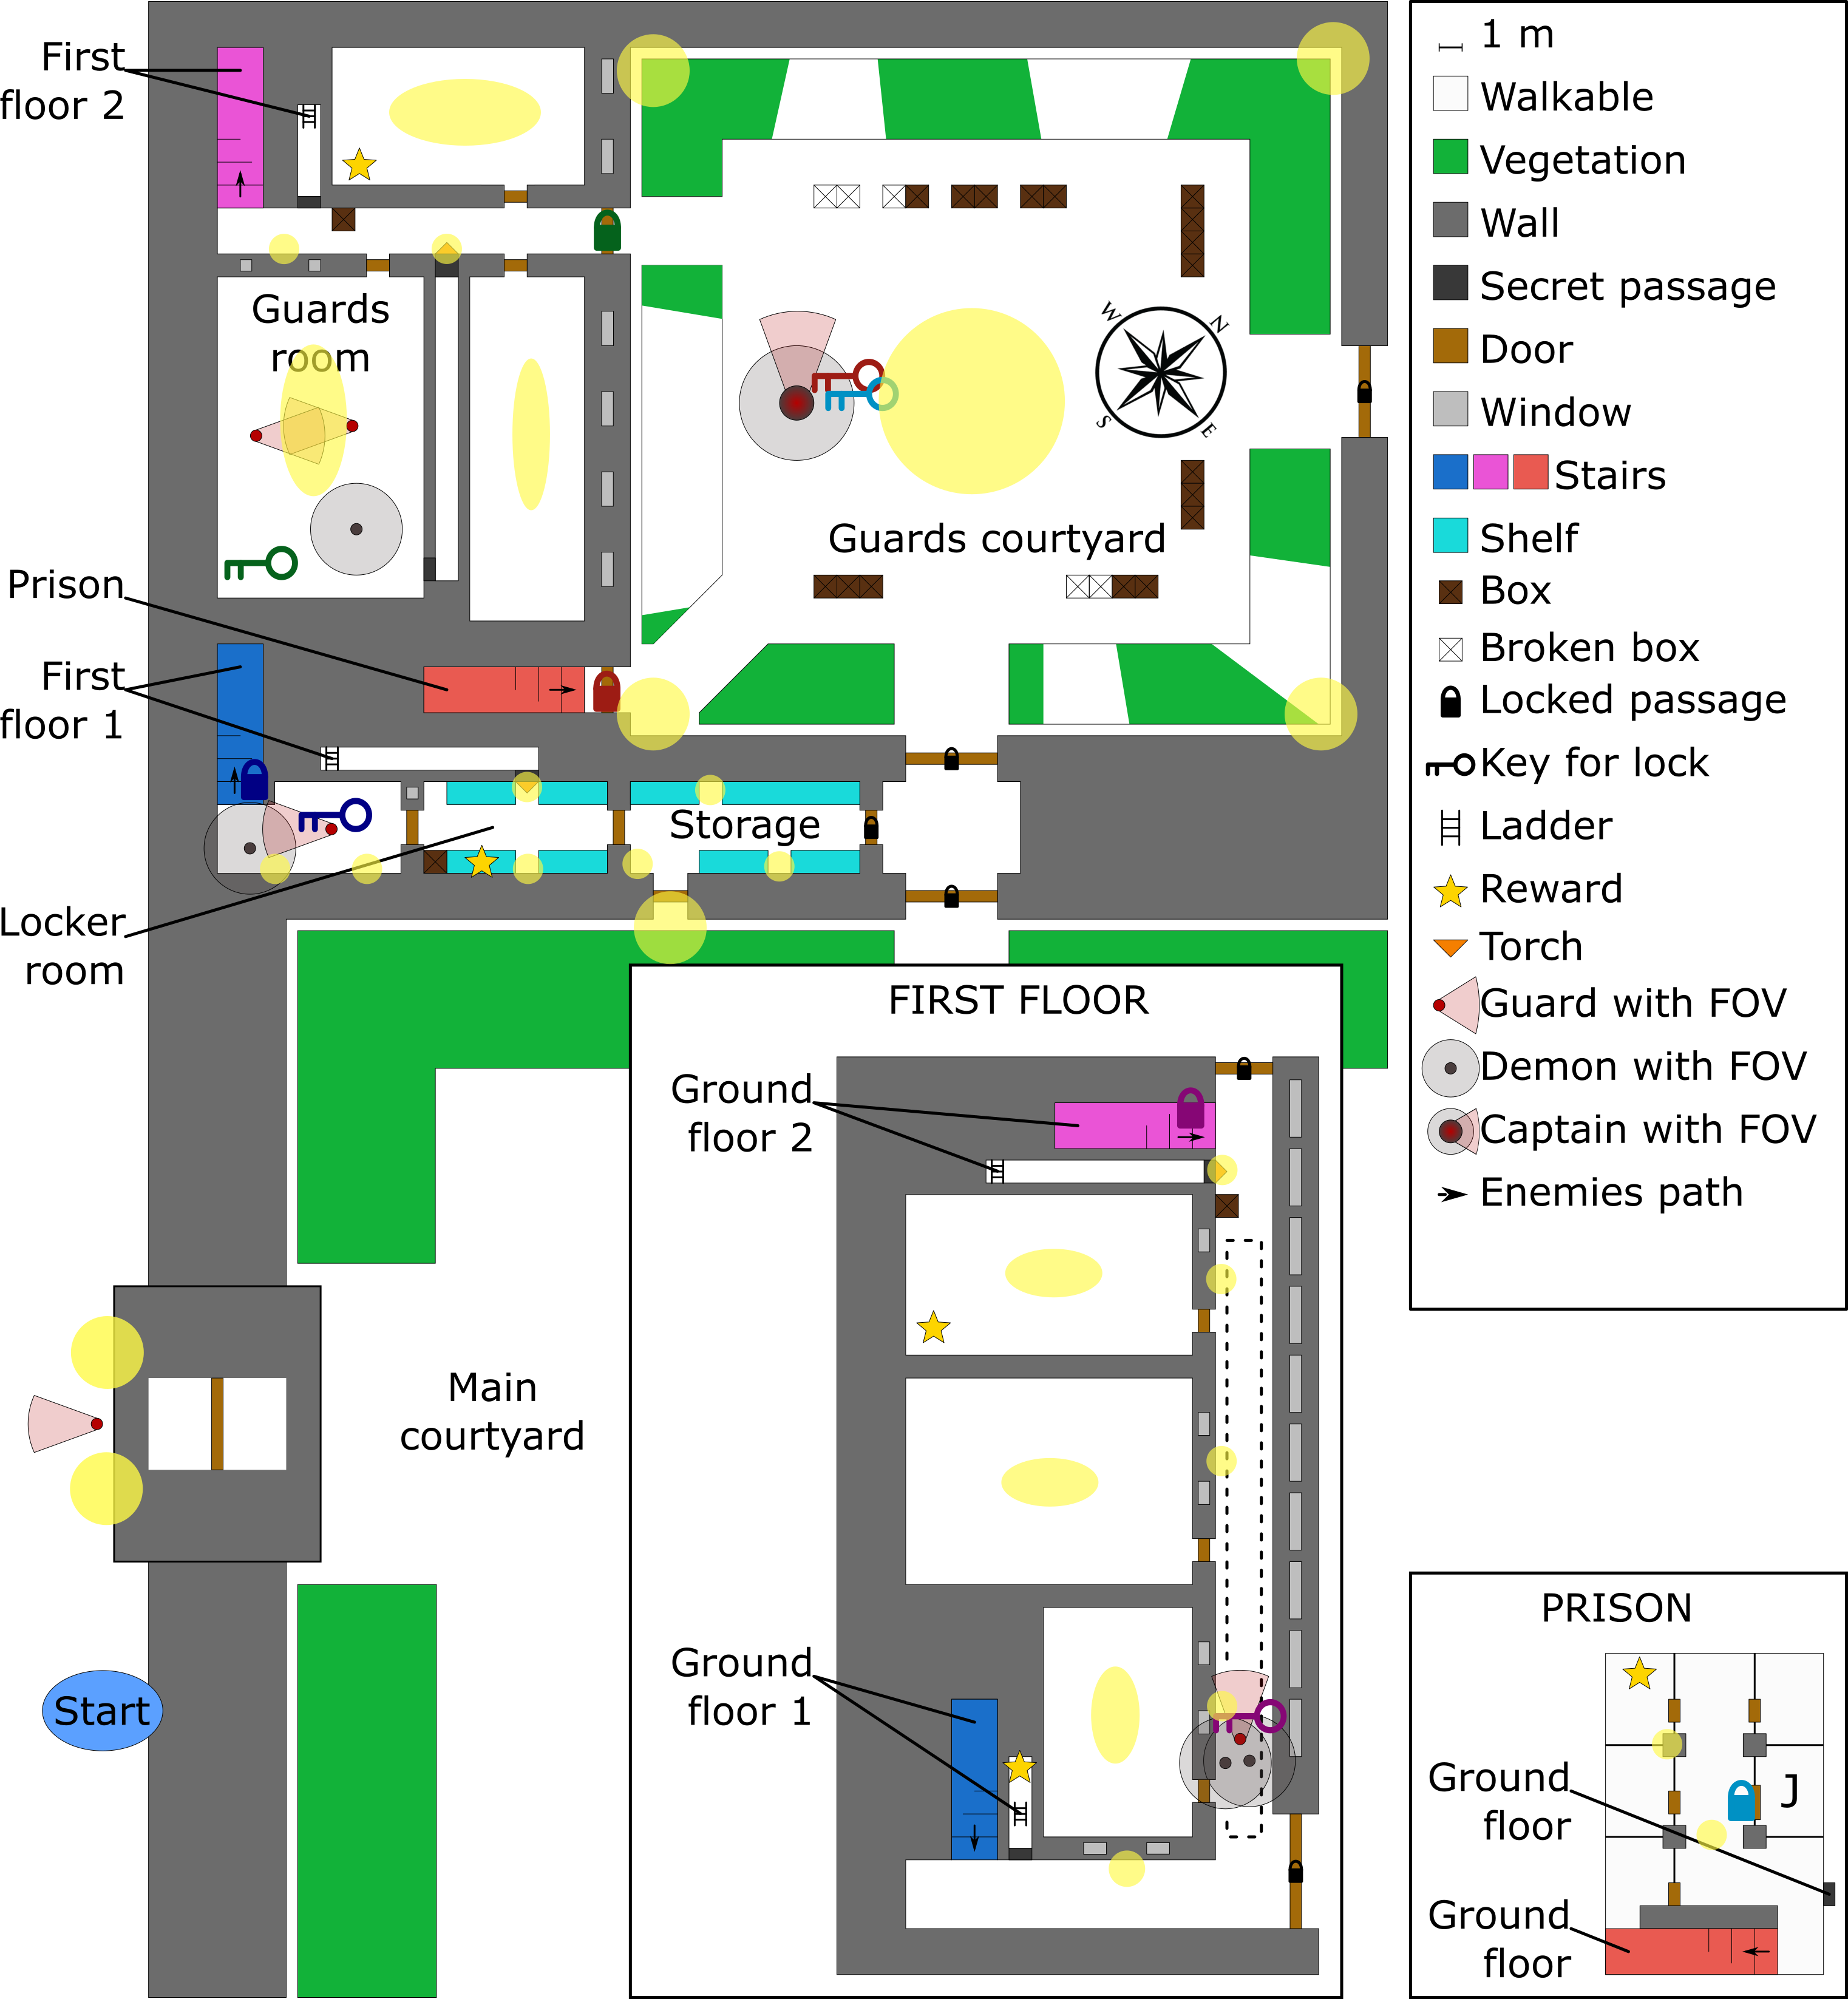 First
floor 2
Guards
room
Prison
First
floor 1
Locker
room
Storage
Guards courtyard
W
N
S
E
Main
courtyard
Start
FIRST FLOOR
Ground
floor 2
Ground
floor 1
1 m
Walkable
Vegetation
Wall
Secret passage
Door
Window
Stairs
Shelf
Box
Broken box
Locked passage
Key for lock
Ladder
Reward
Torch
Guard with FOV
Demon with FOV
Captain with FOV
Enemies path
PRISON
J
Ground
floor
Ground
floor